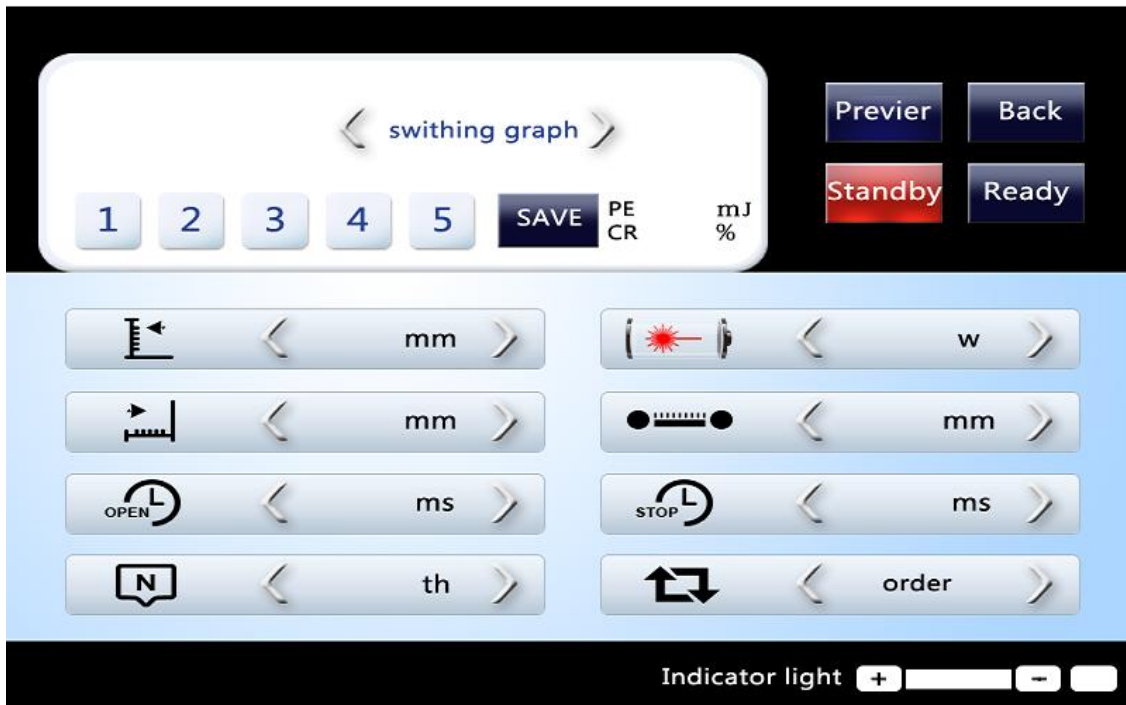 swithing graph
1 2 3 4 5 SAVE PE mJ
CR %
Previer Back
Standby Ready
mm
w
mm
mm
OPEN ms
STOP ms
N th
order
Indicator light + -